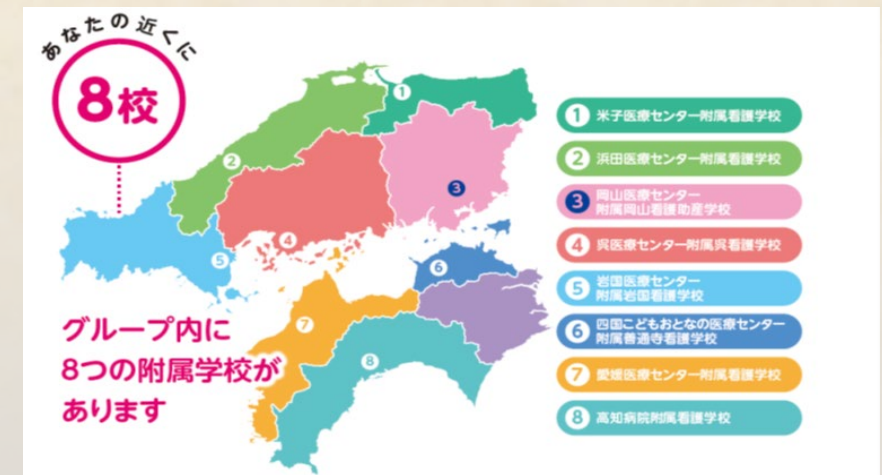 あなたの近くに
8校
グループ内に
8つの附属学校が
あります
1
2
3
4
5
6
7
8
1 米子医療センター附属看護学校
2 浜田医療センター附属看護学校
3 岡山医療センター
附属岡山看護助産学校
4 呉医療センター附属呉看護学校
5 岩国医療センター
附属岩国看護学校
6 四国こどもおとなの医療センター
附属善通寺看護学校
7 愛媛医療センター附属看護学校
8 高知病院附属看護学校